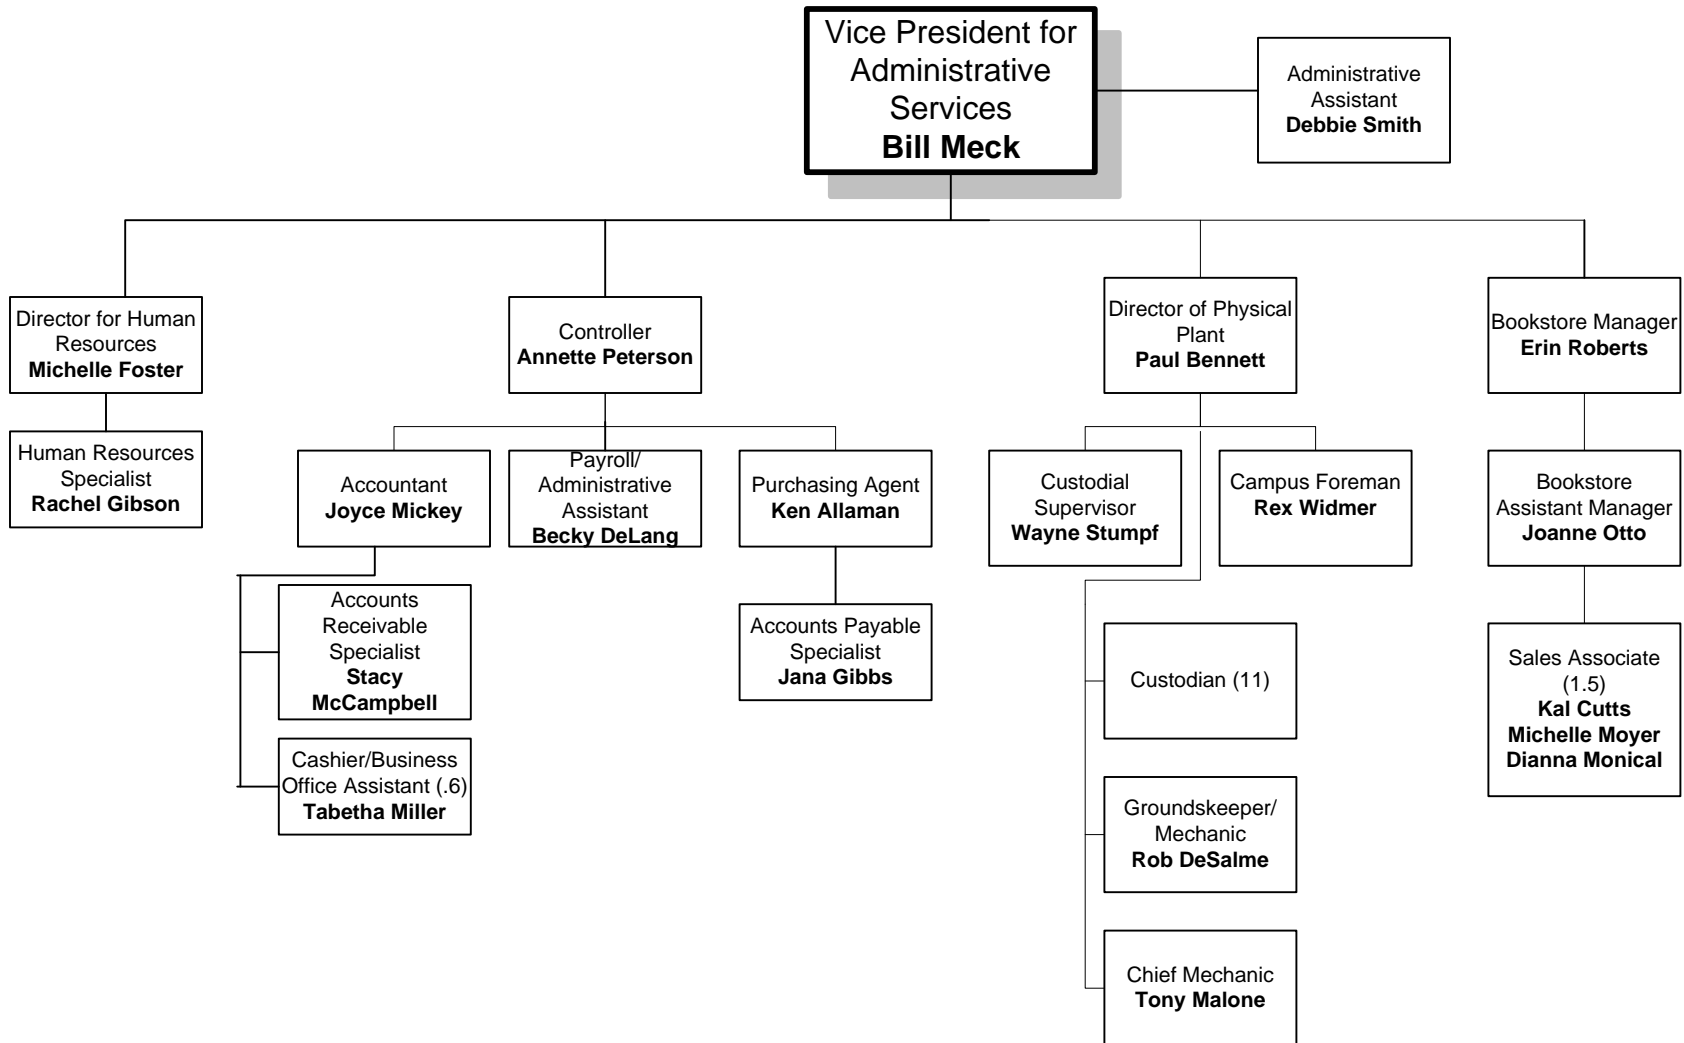 Vice President for
Administrative
Services
Bill Meck
Administrative
Assistant
Debbie Smith
Director for Human
Resources
Michelle Foster
Controller
Annette Peterson
Director of Physical
Plant
Paul Bennett
Bookstore Manager
Erin Roberts
Human Resources
Specialist
Rachel Gibson
Accountant
Joyce Mickey
Payroll/
Administrative
Assistant
Becky DeLang
Purchasing Agent
Ken Allaman
Custodial
Supervisor
Wayne Stumpf
Campus Foreman
Rex Widmer
Bookstore
Assistant Manager
Joanne Otto
Accounts
Receivable
Specialist
Stacy
McCampbell
Accounts Payable
Specialist
Jana Gibbs
Custodian (11)
Sales Associate
(1.5)
Kal Cutts
Michelle Moyer
Dianna Monical
Cashier/Business
Office Assistant (.6)
Tabetha Miller
Groundskeeper/
Mechanic
Rob DeSalme
Chief Mechanic
Tony Malone